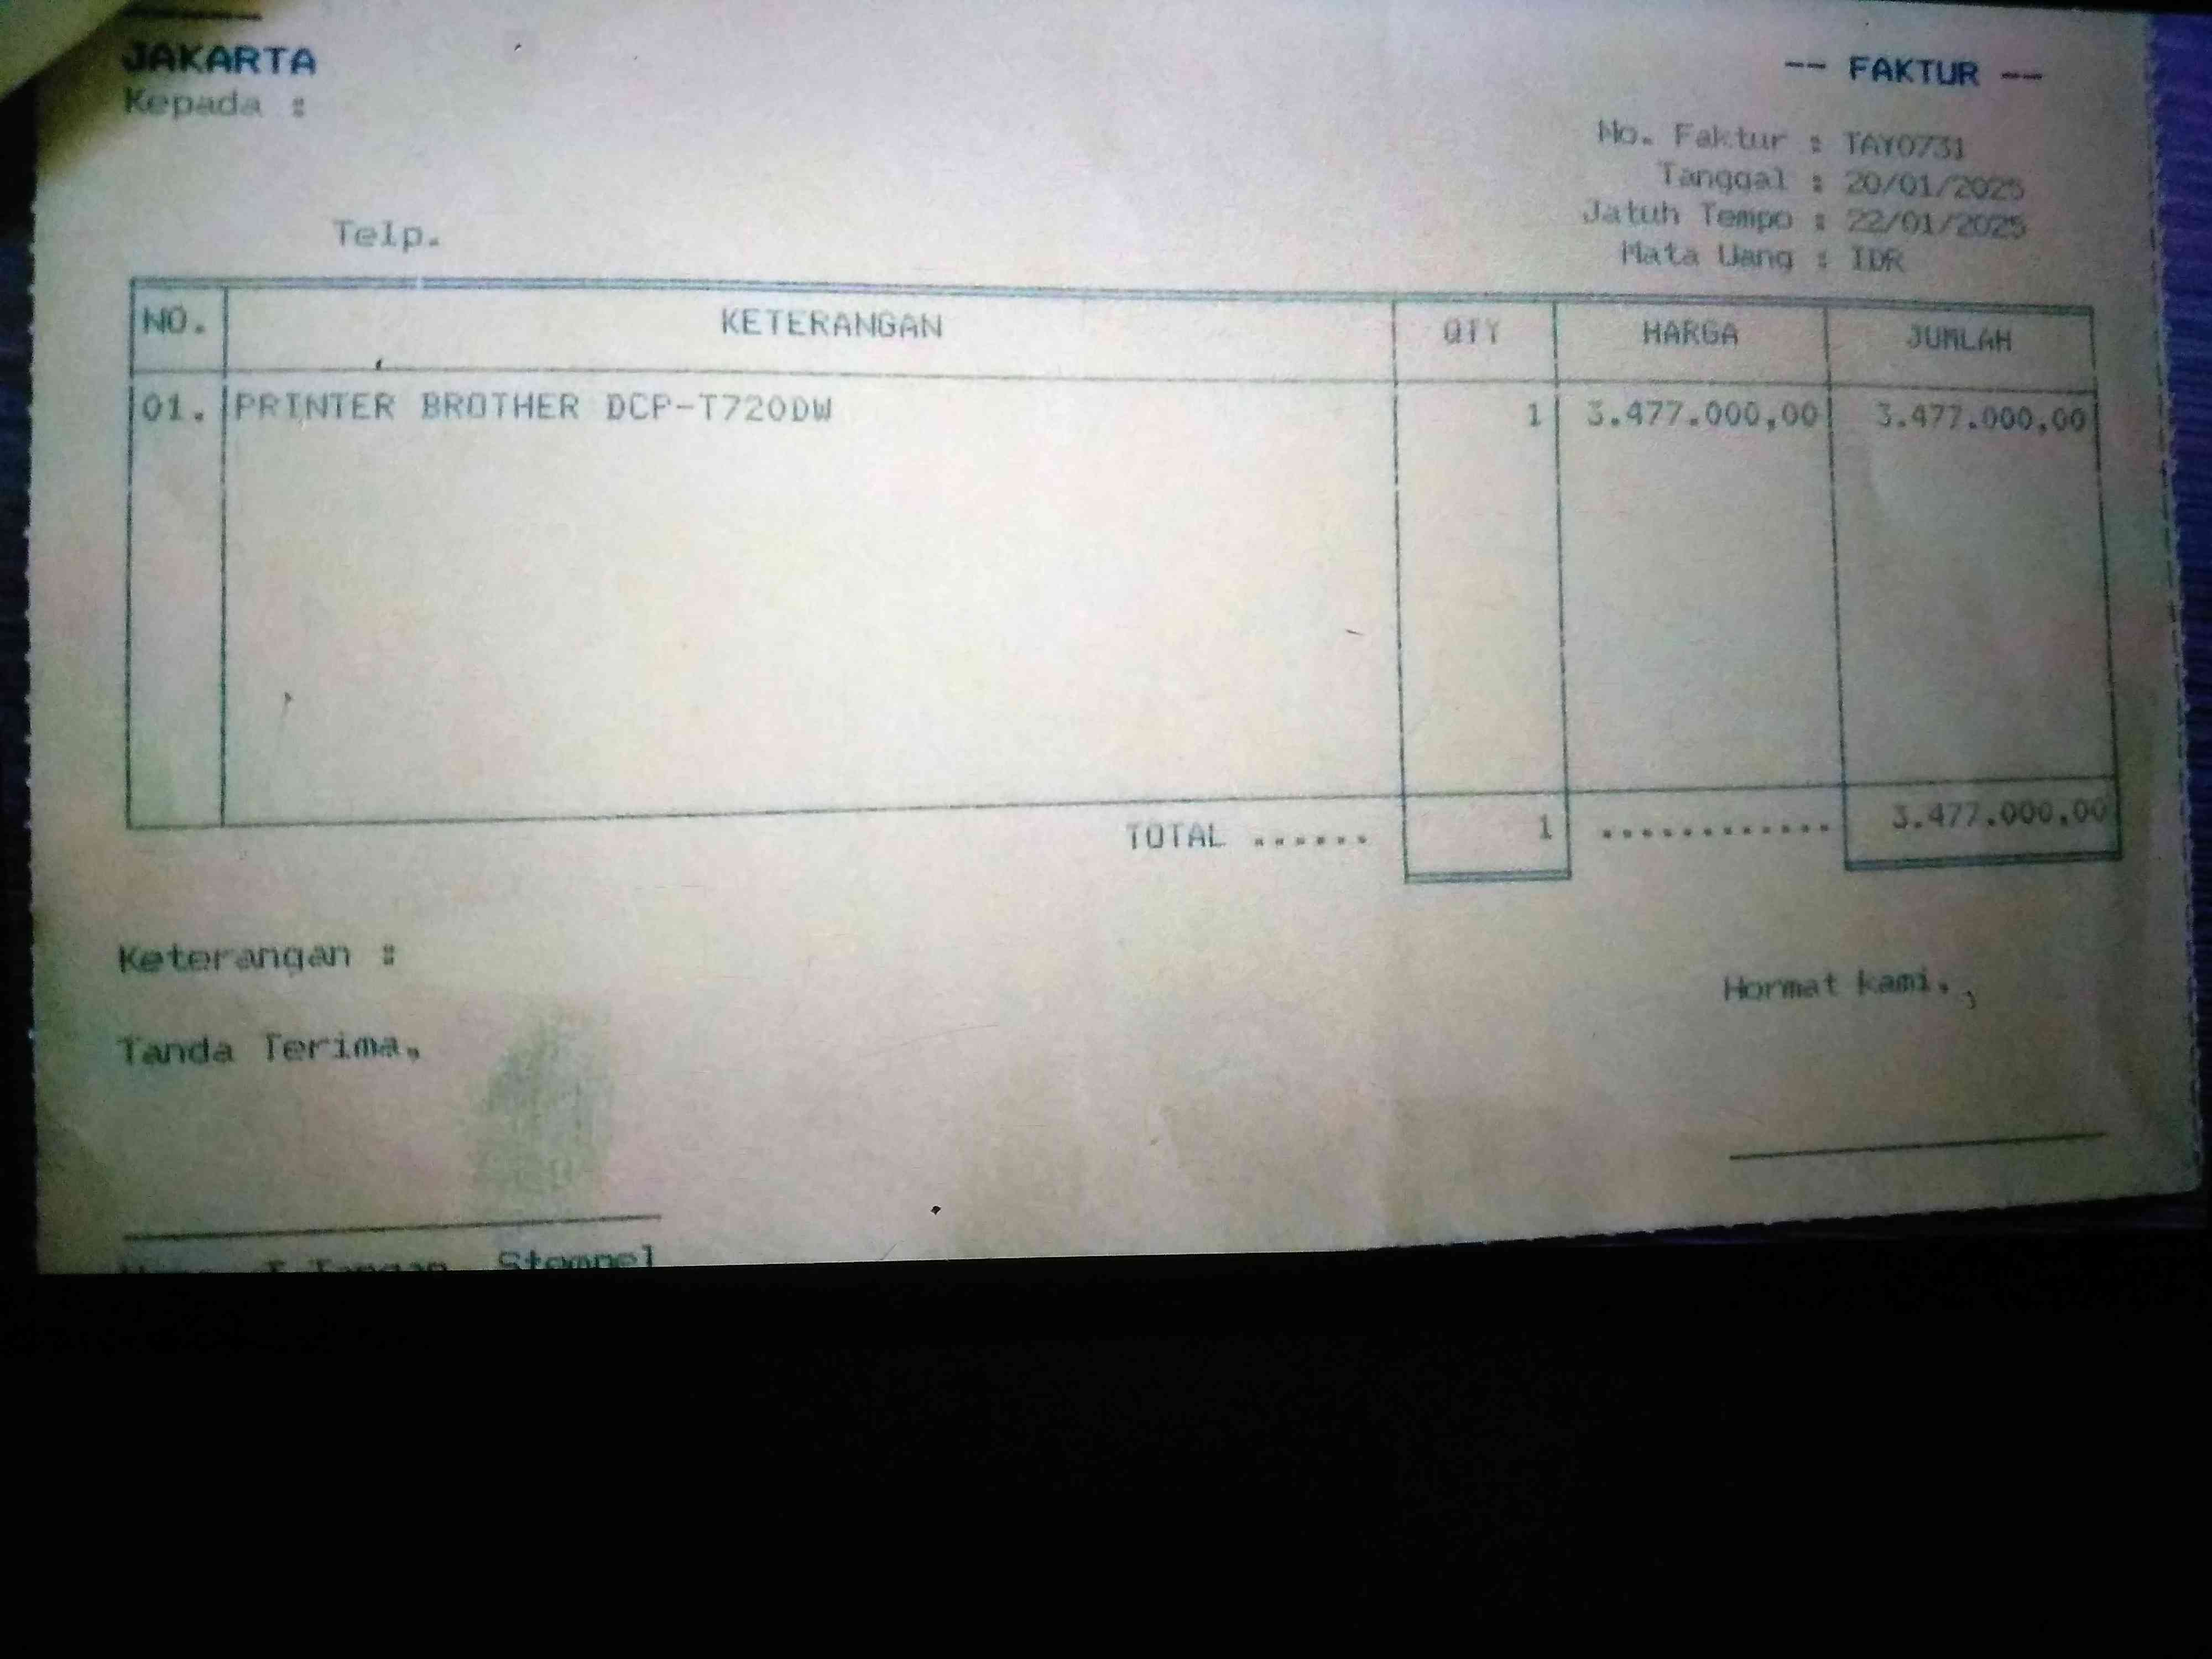 JAKARTA
-- FAKTUR --
Kepada :
No. Faktur : TAY0731
Tanggal : 20/01/2025
Jatuh Tempo : 22/01/2025
Mata Uang : IDR
Telp.
NO. KETERANGAN QTY HARGA JUMLAH
01. PRINTER BROTHER DCP-T720DW 1 3.477.000,00 3.477.000,00
TOTAL ...... 1 ............ 3.477.000,00
Keterangan :
Hormat kami,
Tanda Terima,
Tangan Stempel